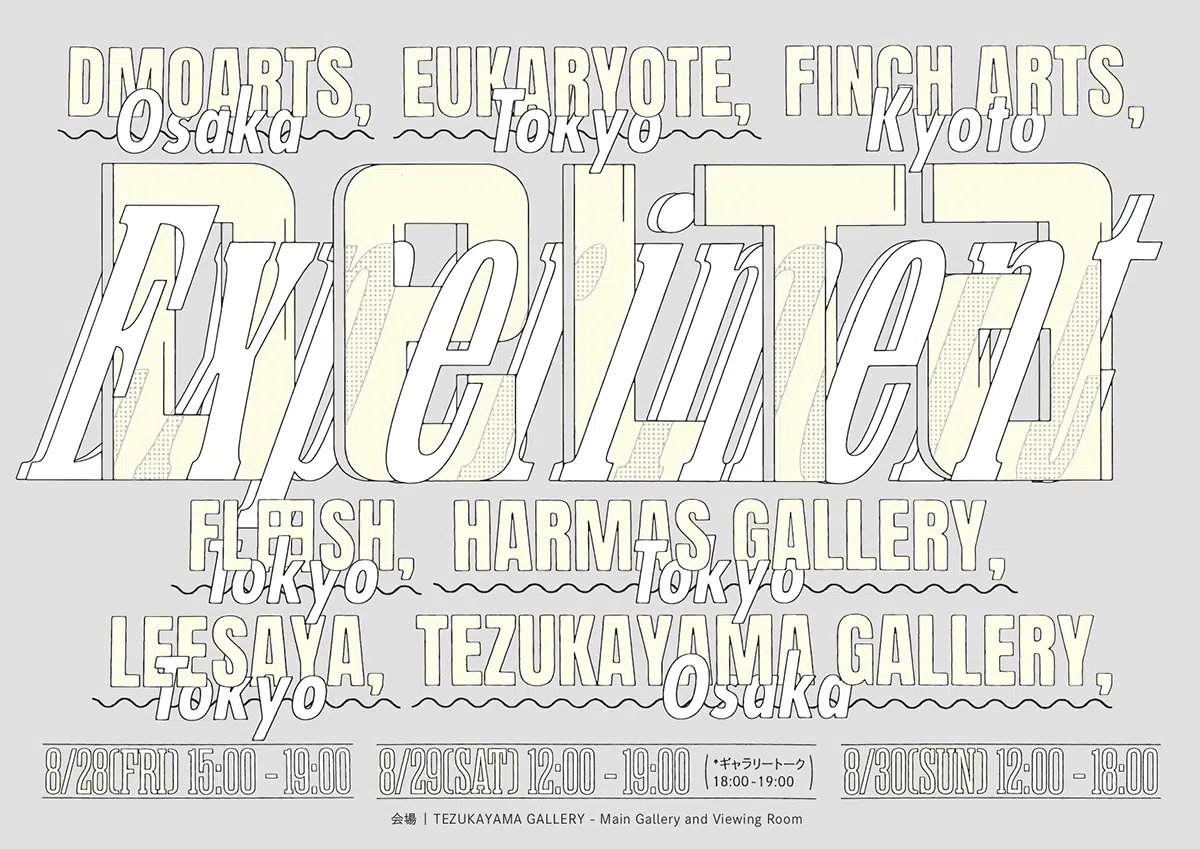 DMOARTS, EUKARYOTE, FINCH ARTS,
Osaka Tokyo Kyoto
DELTA
Experiment
FL田SH, HARMAS GALLERY,
Tokyo Tokyo
LEESAYA, TEZUKAYAMA GALLERY,
Tokyo Osaka
8/28(FRI) 15:00 - 19:00 8/29(SAT) 12:00 - 19:00 (*ギャラリートーク 8/30(SUN) 12:00 - 18:00
18:00-19:00)
会場 | TEZUKAYAMA GALLERY - Main Gallery and Viewing Room